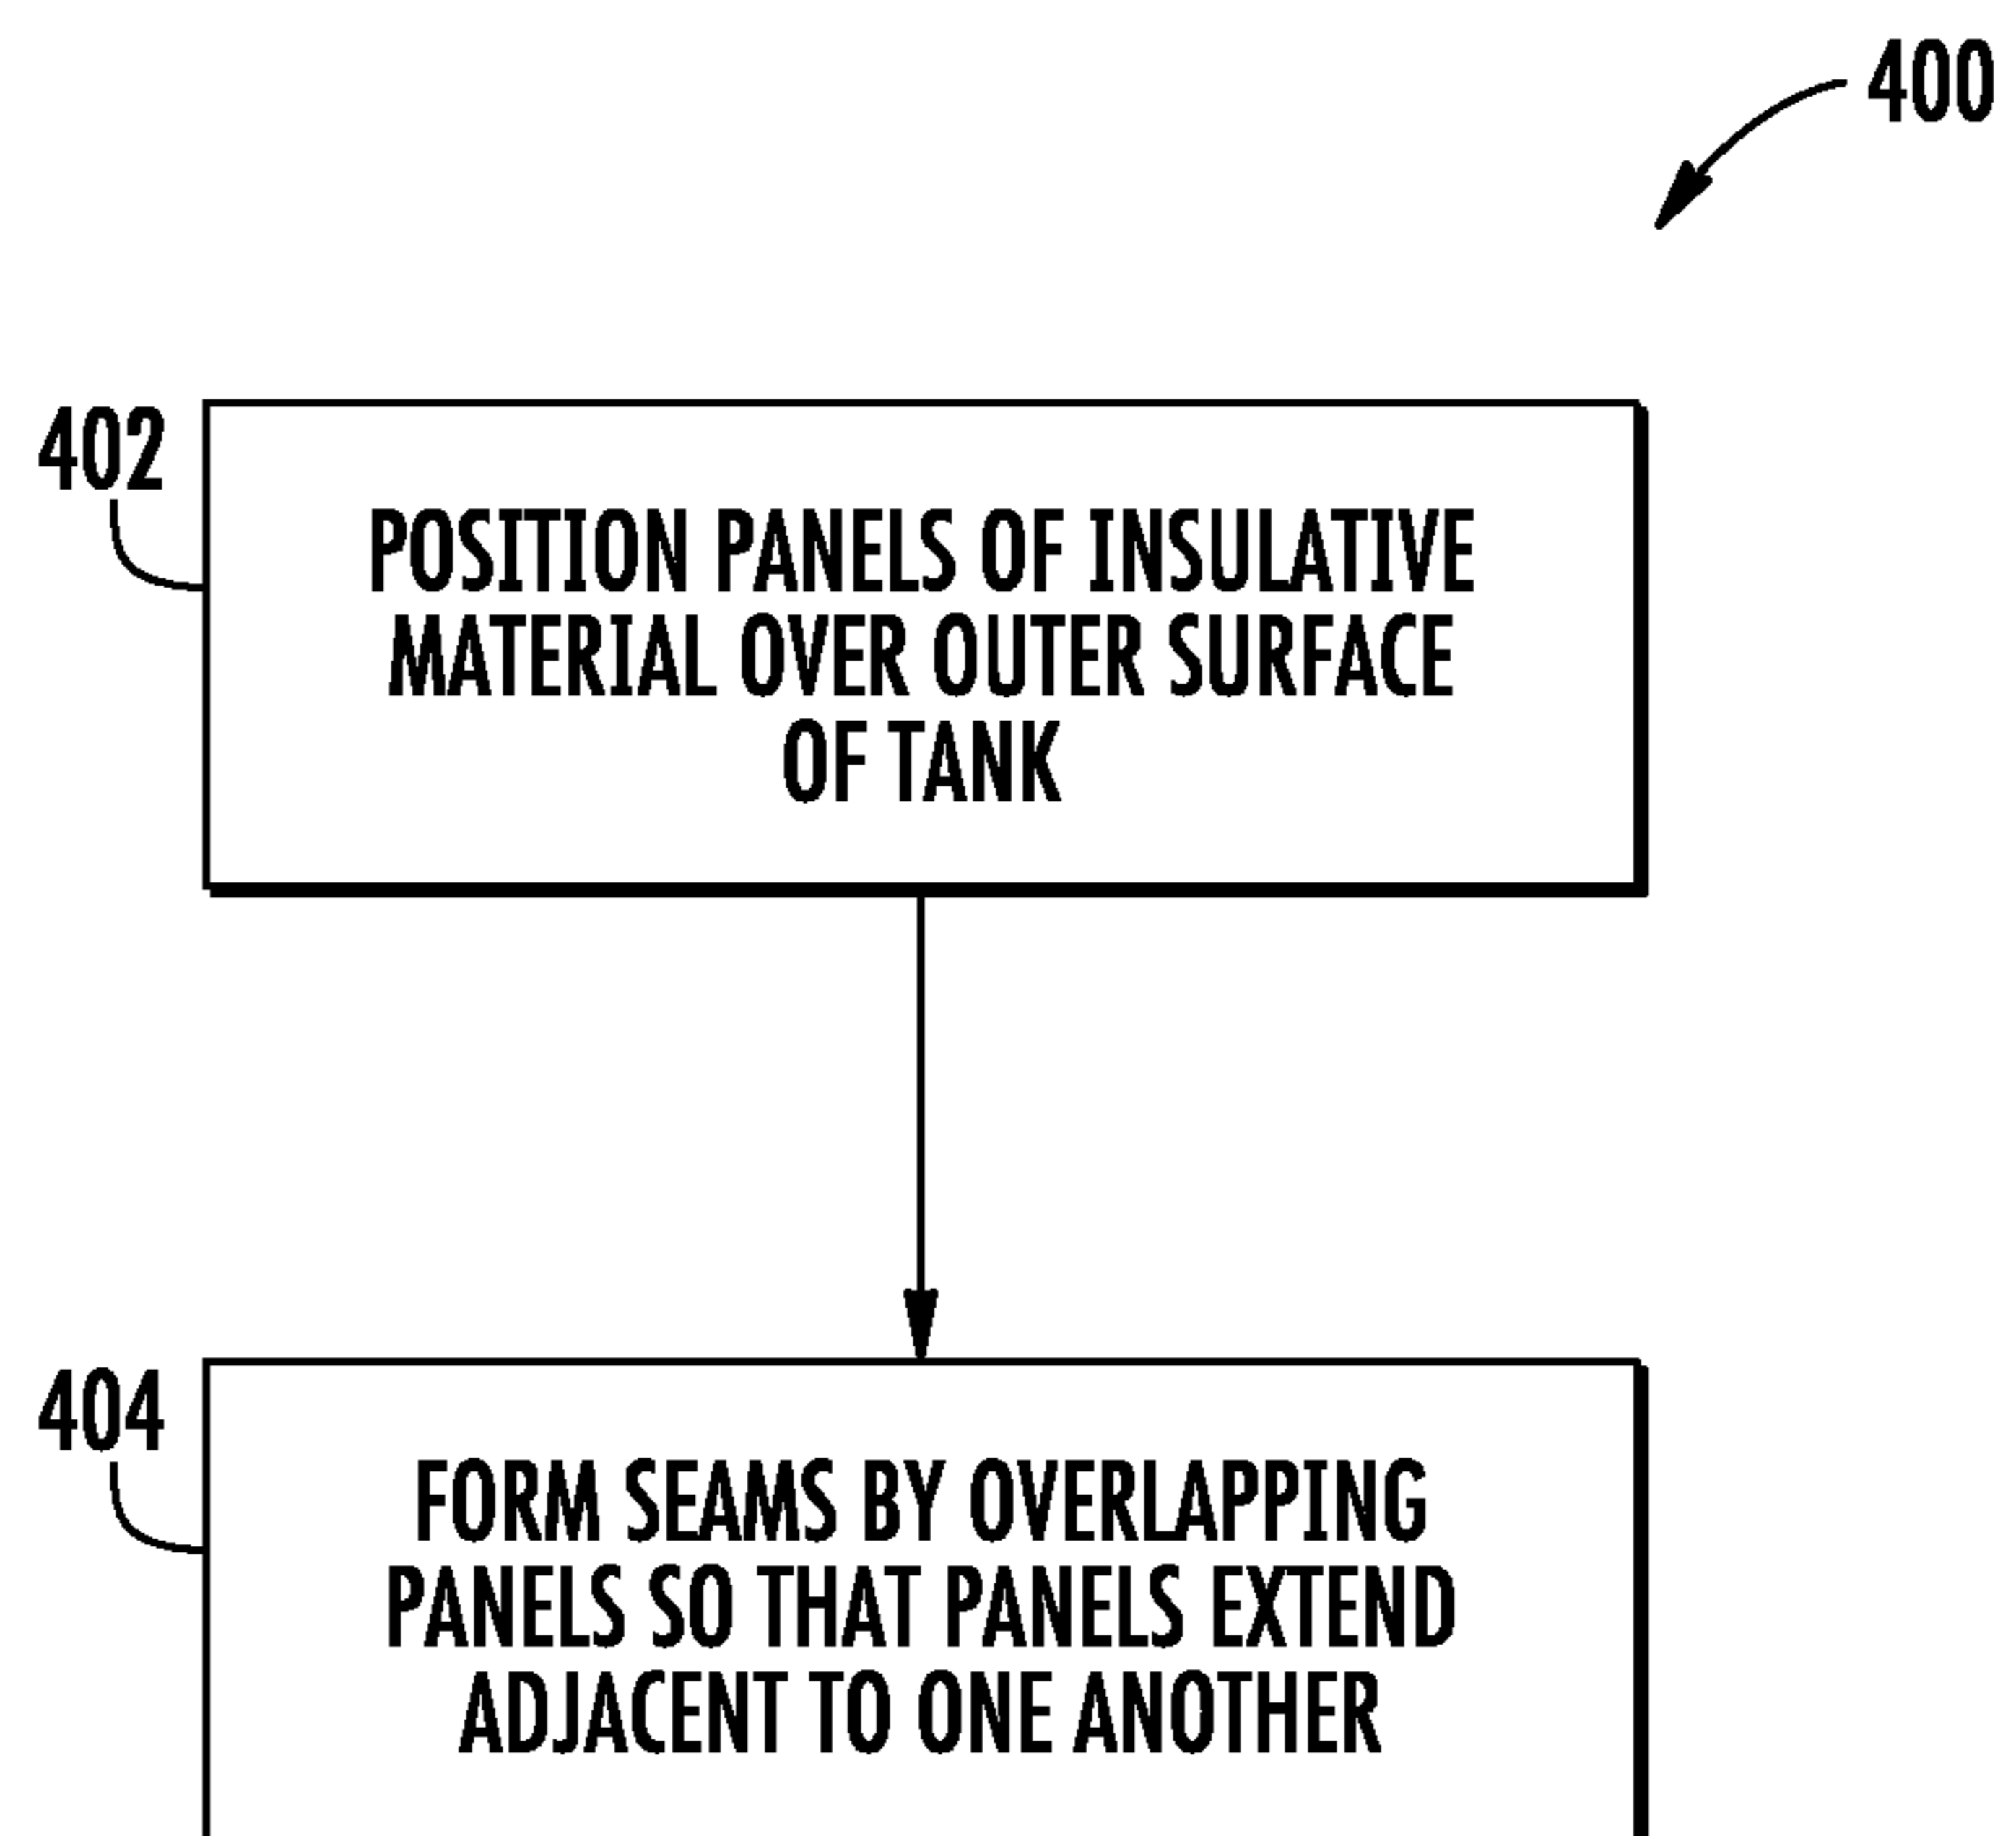 400
402
POSITION PANELS OF INSULATIVE
MATERIAL OVER OUTER SURFACE
OF TANK
404
FORM SEAMS BY OVERLAPPING
PANELS SO THAT PANELS EXTEND
ADJACENT TO ONE ANOTHER